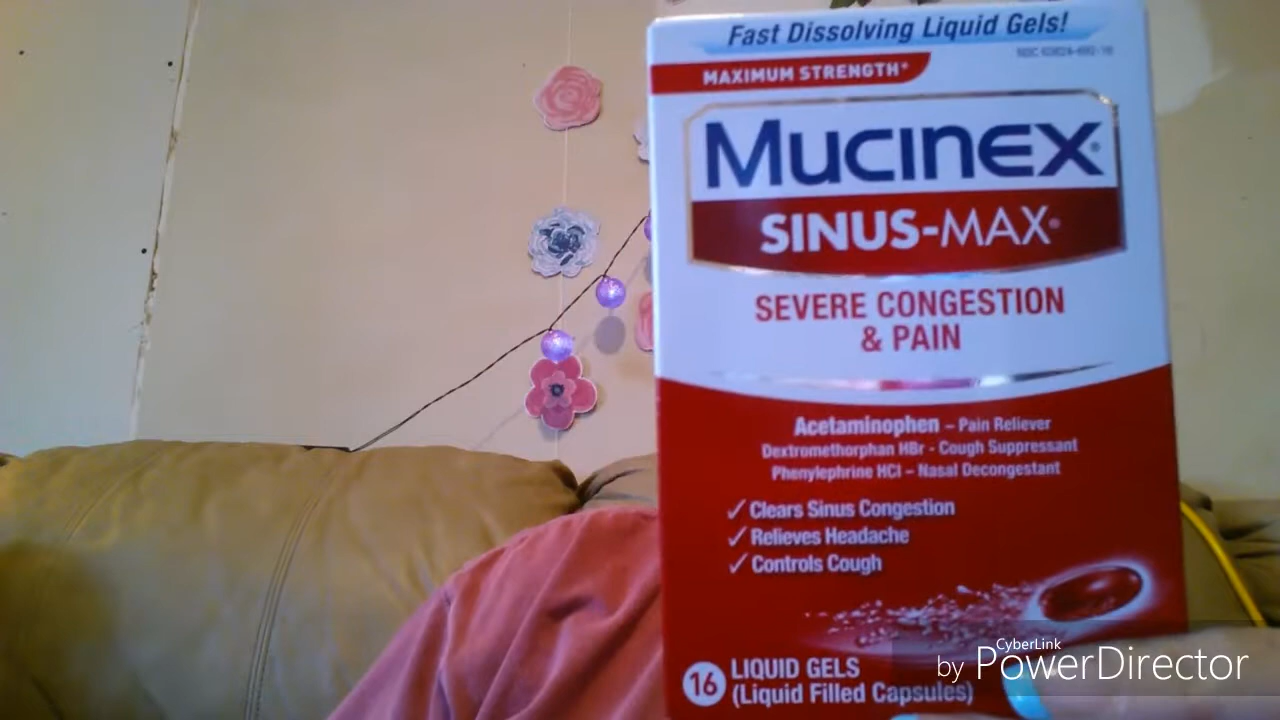 Fast Dissolving Liquid Gels!
MAXIMUM STRENGTH*
MUCINEX®
SINUS-MAX®
SEVERE CONGESTION
& PAIN
Acetaminophen – Pain Reliever
Dextromethorphan HBr - Cough Suppressant
Phenylephrine HCl – Nasal Decongestant
✓ Clears Sinus Congestion
✓ Relieves Headache
✓ Controls Cough
16 LIQUID GELS
(Liquid Filled Capsules)
CyberLink
by PowerDirector